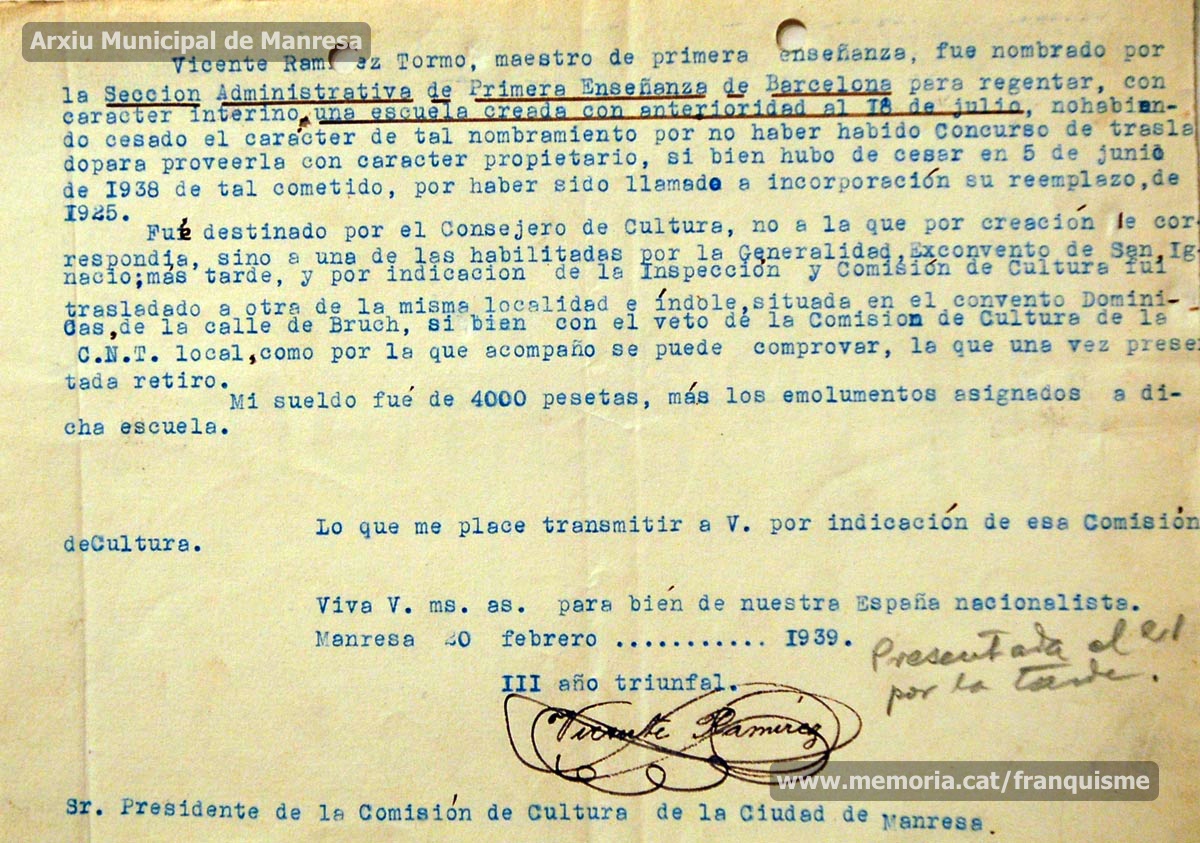 Arxiu Municipal de Manresa
Vicente Ramirez Tormo, maestro de primera enseñanza, fue nombrado por
la Seccion Administrativa de Primera Enseñanza de Barcelona para regentar, con
caracter interino, una escuela creada con anterioridad al I8 de julio, nohabien-
do cesado el carácter de tal nombramiento por no haber habido Concurso de trasla
dopara proveerla con caracter propietario, si bien hubo de cesar en 5 de junio
de I938 de tal cometido, por haber sido llamado a incorporación su reemplazo,de
I925.
Fué destinado por el Consejero de Cultura, no a la que por creación le cor
respondia, sino a una de las habilitadas por la Generalidad,Exconvento de San Ig-
nacio;más tarde, y por indicación de la Inspección y Comisión de Cultura fui
trasladado a otra de la misma localidad e índole,situada en el convento Domini-
cas,de la calle de Bruch, si bien con el veto de la Comision de Cultura de la
C.N.T. local,como por la que acompaño se puede comprovar, la que una vez presen
tada retiro.
Mi sueldo fué de 4000 pesetas, más los emolumentos asignados a di-
cha escuela.
Lo que me place transmitir a V. por indicación de esa Comisión
deCultura.
Viva V. ms. as. para bién de nuestra España nacionalista.
Manresa 20 febrero ........... I939.
III año triunfal.
Presentada el 21
por la tarde.
Vicente Ramírez
www.memoria.cat/franquisme
Sr. Presidente de la Comisión de Cultura de la Ciudad de Manresa.